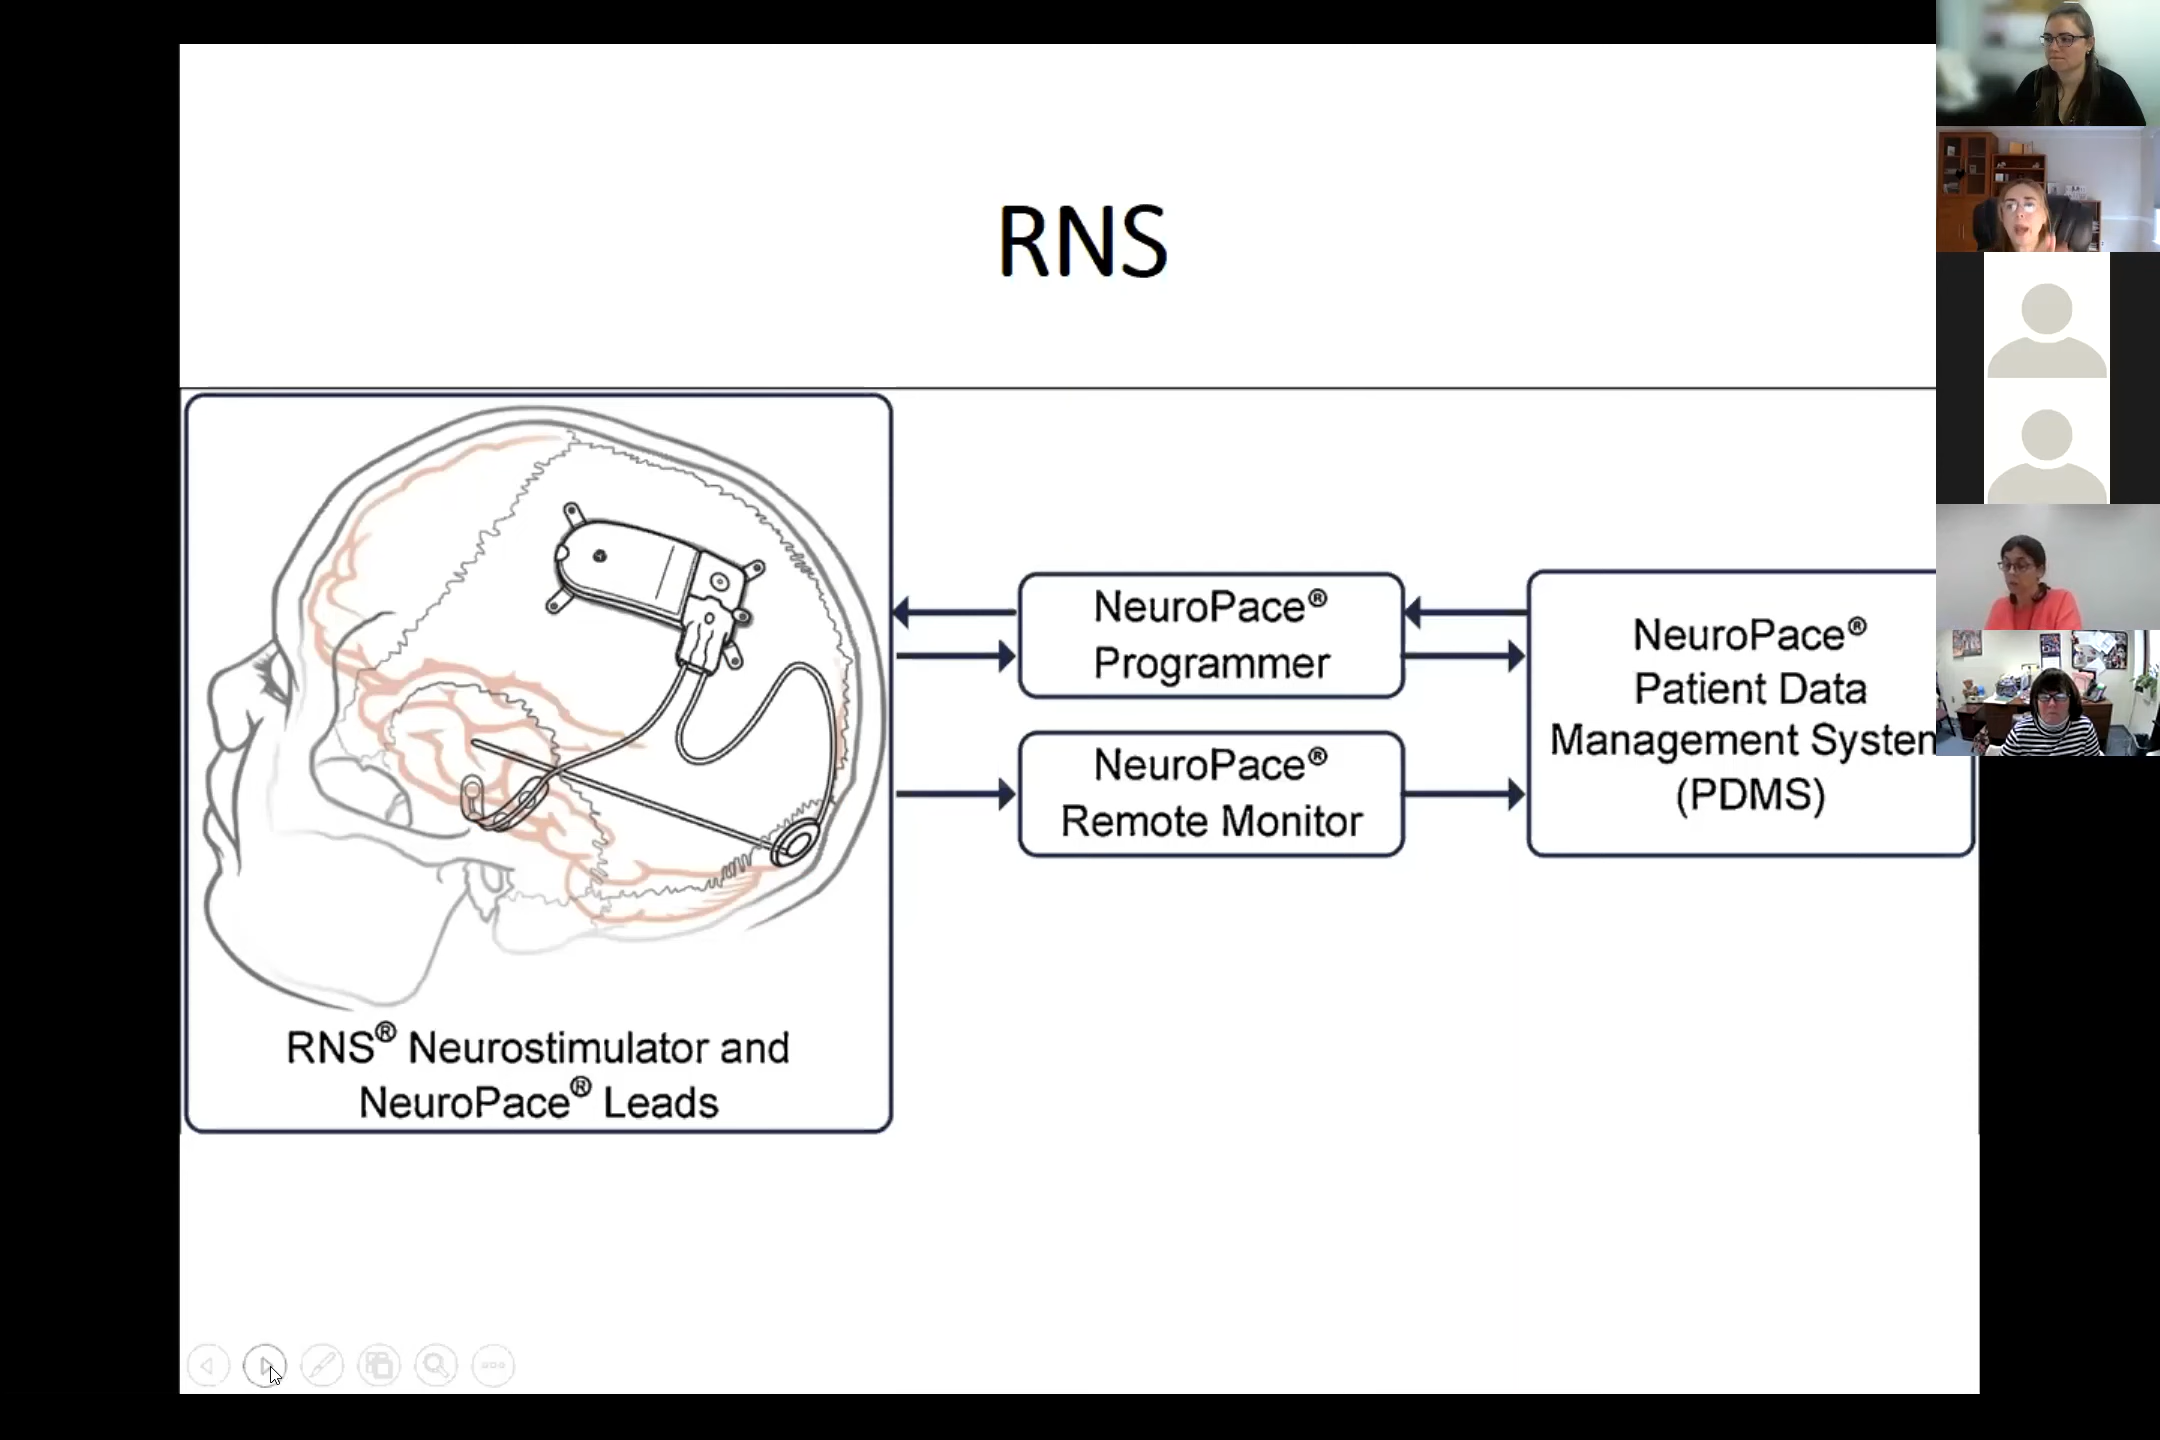 RNS
RNS® Neurostimulator and
NeuroPace® Leads
NeuroPace®
Programmer
NeuroPace®
Remote Monitor
NeuroPace®
Patient Data
Management System
(PDMS)